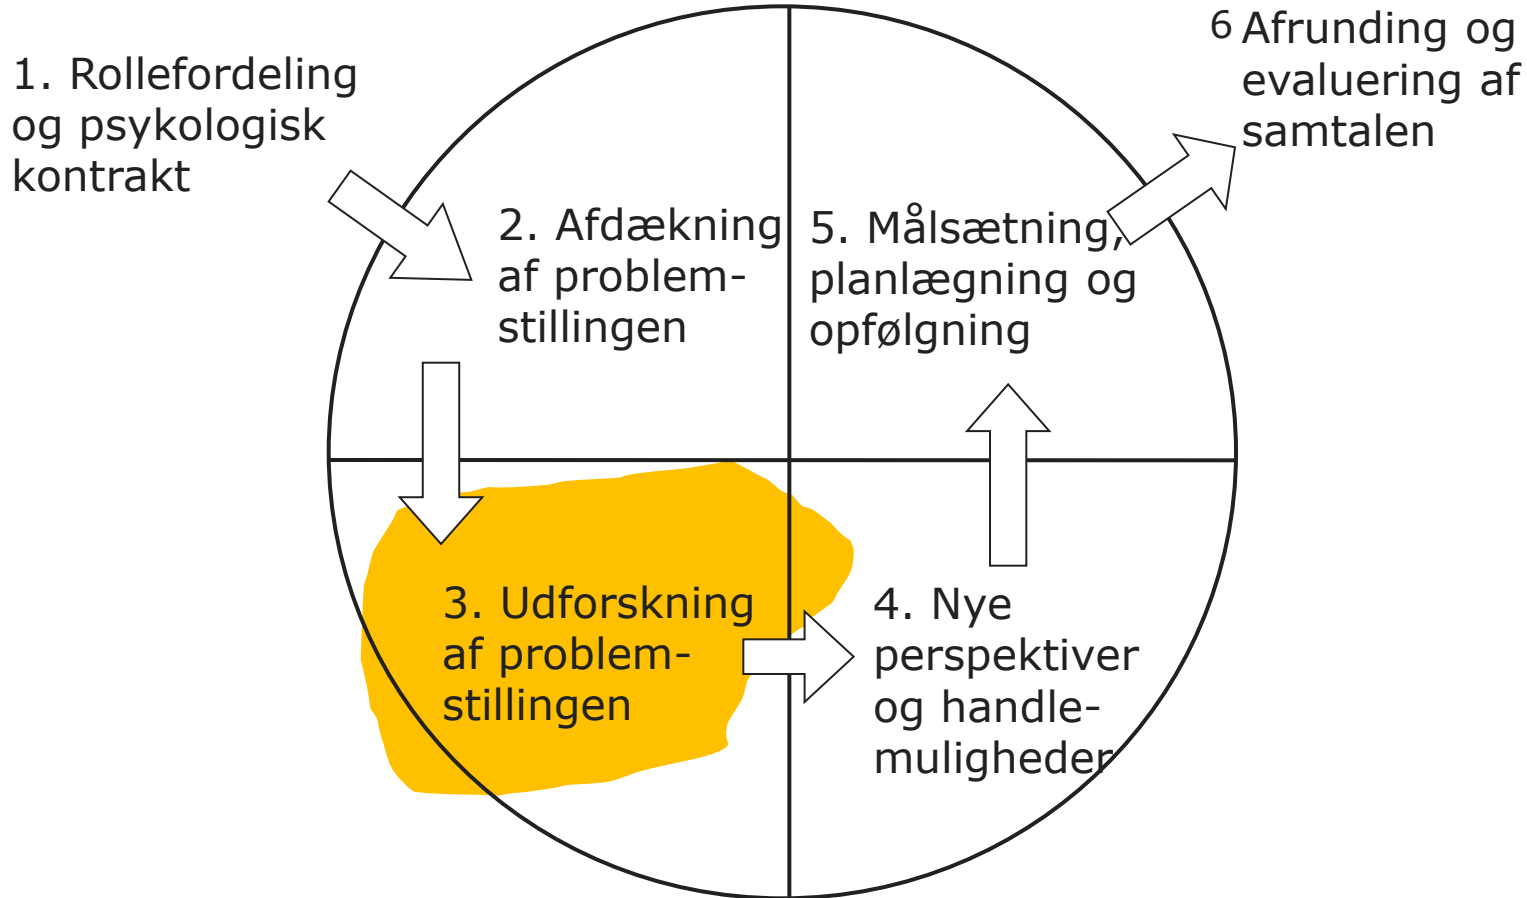 1. Rollefordeling
og psykologisk
kontrakt
2. Afdækning
af problem-
stillingen
3. Udforskning
af problem-
stillingen
4. Nye
perspektiver
og handle-
muligheder
5. Målsætning,
planlægning og
opfølgning
6 Afrunding og
evaluering af
samtalen